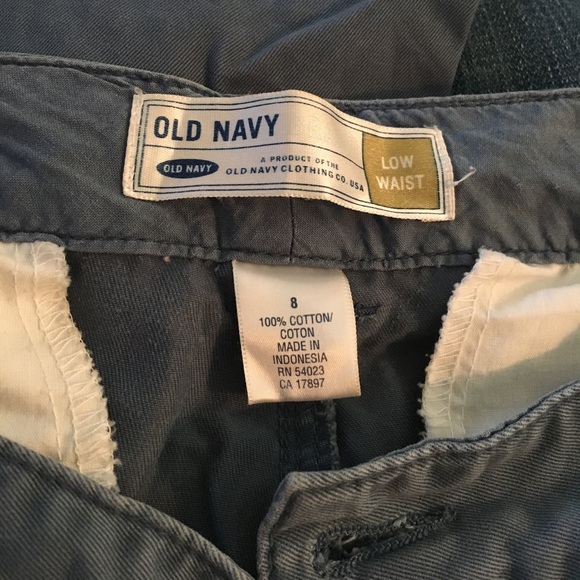 OLD NAVY
OLD NAVY
A PRODUCT OF THE
OLD NAVY CLOTHING CO. USA
LOW
WAIST
8
100% COTTON/
COTON
MADE IN
INDONESIA
RN 54023
CA 17897